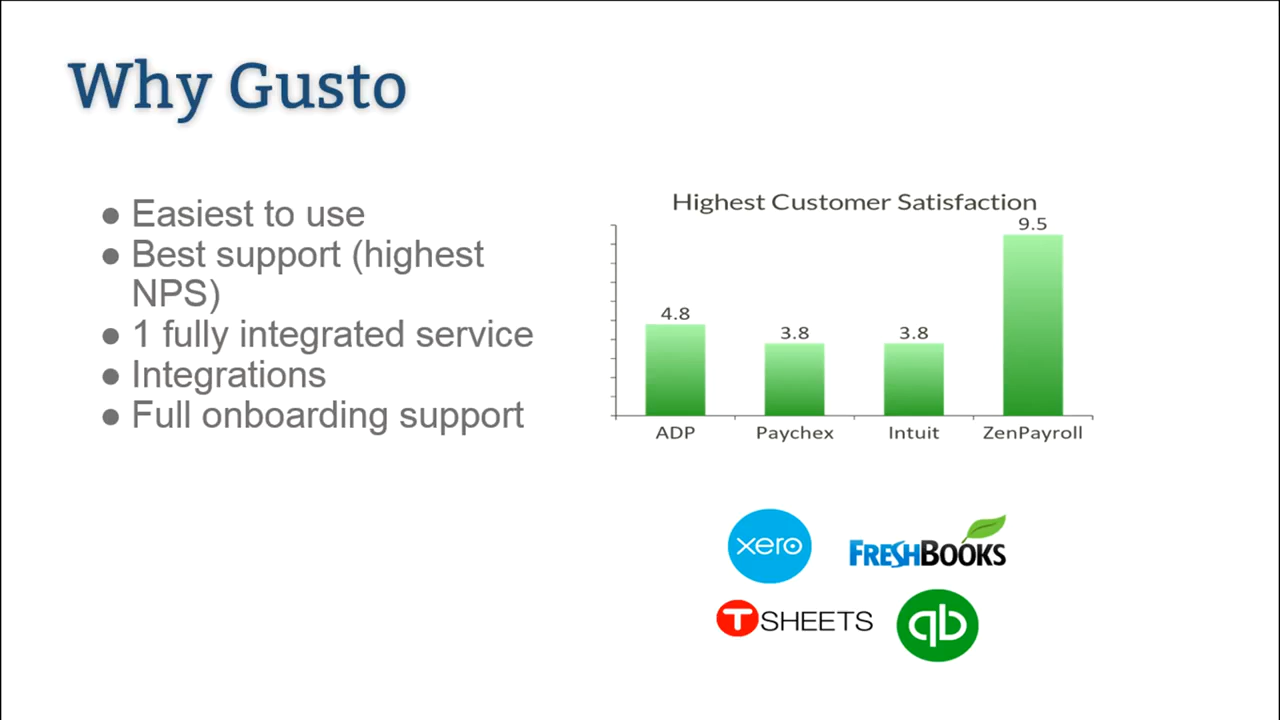 Why Gusto
● Easiest to use
● Best support (highest
NPS)
● 1 fully integrated service
● Integrations
● Full onboarding support
Highest Customer Satisfaction
9.5
4.8
3.8
3.8
ADP
Paychex
Intuit
ZenPayroll
xero
FRESHBOOKS
T SHEETS
qb